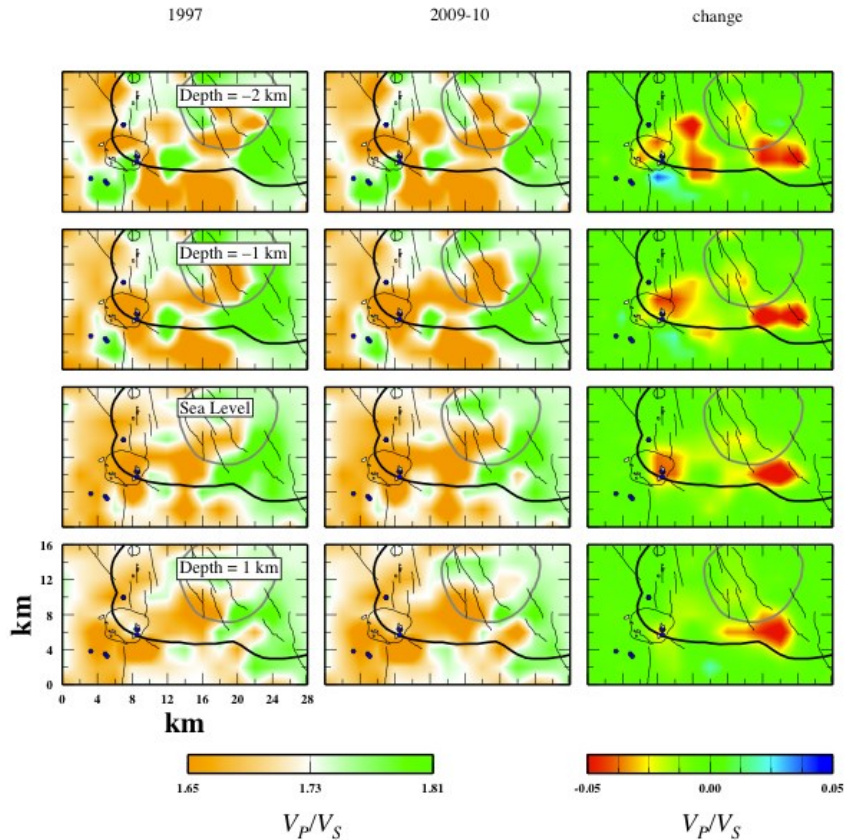 1997 2009-10 change
Depth = −2 km
Depth = −1 km
Sea Level
Depth = 1 km
16
12
8
4
0
km
0 4 8 12 16 20 24 28
km
1.65 1.73 1.81
-0.05 0.00 0.05
VP/VS VP/VS